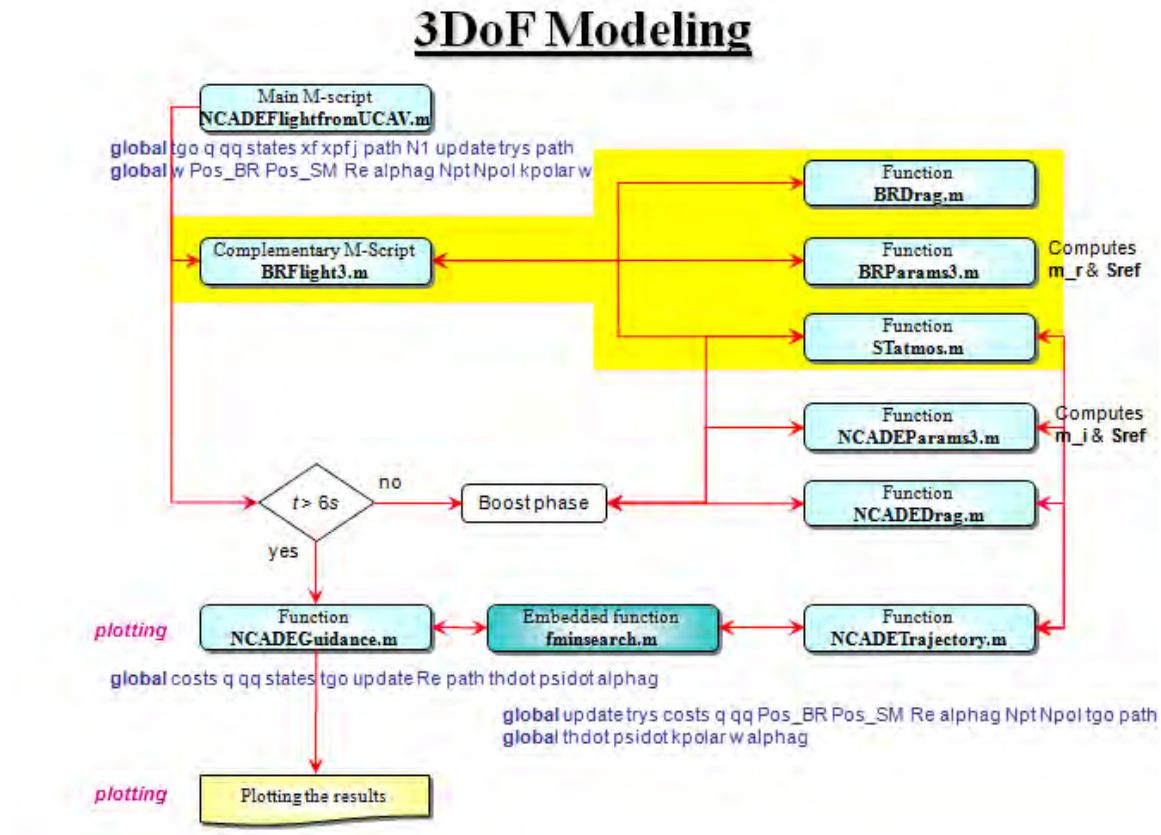 3DoF Modeling
Main M-script
NCADEFlightfromUCAV.m
global tgo q qq states xf xpf j path N1 update trys path
global w Pos_BR Pos_SM Re alphag Npt Npol kpolar w
Function
BRDrag.m
Complementary M-Script
BRFlight3.m
Function
BRParams3.m
Computes
m_r & Sref
Function
STatmos.m
Function
NCADEParams3.m
Computes
m_i & Sref
t > 6s
no
Boost phase
Function
NCADEDrag.m
yes
plotting
Function
NCADEGuidance.m
Embedded function
fminsearch.m
Function
NCADETrajectory.m
global costs q qq states tgo update Re path thdot psidot alphag
global update trys costs q qq Pos_BR Pos_SM Re alphag Npt Npol tgo path
global thdot psidot kpolar w alphag
plotting
Plotting the results